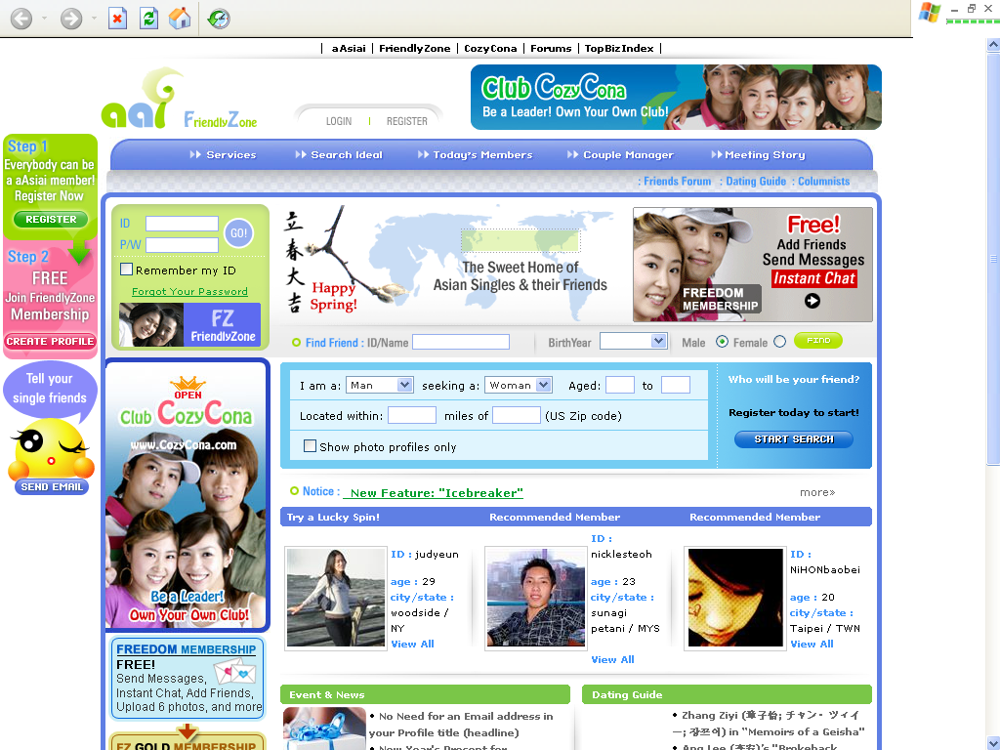 | aAsiai | FriendlyZone | CozyCona | Forums | TopBizIndex |
aai FriendlyZone
LOGIN | REGISTER
Club CozyCona
Be a Leader! Own Your Own Club!
Step 1
Everybody can be
a aAsiai member!
Register Now
REGISTER
Step 2
FREE
Join FriendlyZone
Membership
CREATE PROFILE
Tell your
single friends
SEND EMAIL
Services
Search Ideal
Today's Members
Couple Manager
Meeting Story
: Friends Forum : Dating Guide : Columnists
ID
P/W
GO!
Remember my ID
Forgot Your Password
FZ
FriendlyZone
立春大吉
Happy
Spring!
The Sweet Home of
Asian Singles & their Friends
Free!
Add Friends
Send Messages
Instant Chat
FREEDOM
MEMBERSHIP
Find Friend : ID/Name
BirthYear
Male
Female
FIND
OPEN
Club CozyCona
www.CozyCona.com
Be a Leader!
Own Your Own Club!
I am a: Man seeking a: Woman Aged: to
Located within: miles of (US Zip code)
Show photo profiles only
Who will be your friend?
Register today to start!
START SEARCH
Notice : New Feature: "Icebreaker"
more»
Try a Lucky Spin!
Recommended Member
Recommended Member
ID : judyeun
age : 29
city/state :
woodside /
NY
View All
ID :
nicklesteoh
age : 23
city/state :
sunagi
petani / MYS
View All
ID :
NiHONbaobei
age : 20
city/state :
Taipei / TWN
View All
FREEDOM MEMBERSHIP
FREE!
Send Messages,
Instant Chat, Add Friends,
Upload 6 photos, and more
FZ GOLD MEMBERSHIP
Event & News
• No Need for an Email address in
your Profile title (headline)
• New Year's Present for
Dating Guide
• Zhang Ziyi (章子怡; チャン・ツィイ
ー; 장쯔이) in "Memoirs of a Geisha"
• Ang Lee (李安)'s "Brokeback